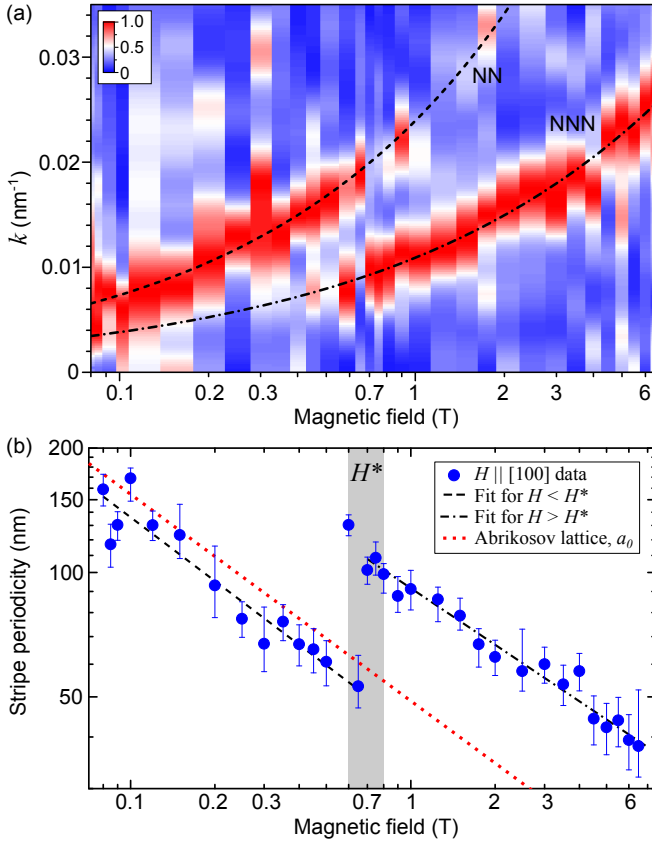 (a)
1.0
0.5
0
NN
NNN
0.03
0.02
0.01
0
k (nm⁻¹)
0.1 0.2 0.3 0.7 1 2 3 4 6
Magnetic field (T)
(b)
200
150
100
50
Stripe periodicity (nm)
H*
H || [100] data
Fit for H < H*
Fit for H > H*
Abrikosov lattice, a₀
0.1 0.2 0.3 0.7 1 2 3 4 6
Magnetic field (T)